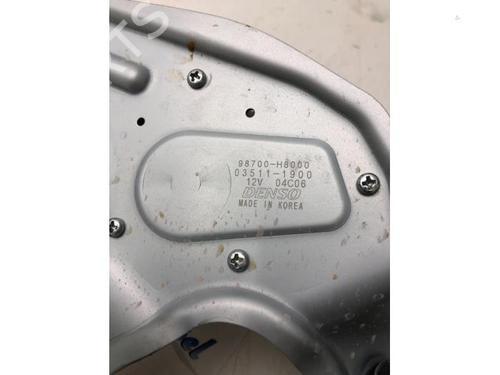 98700-H8000
03511-1900
12V 04C06
DENSO
MADE IN KOREA